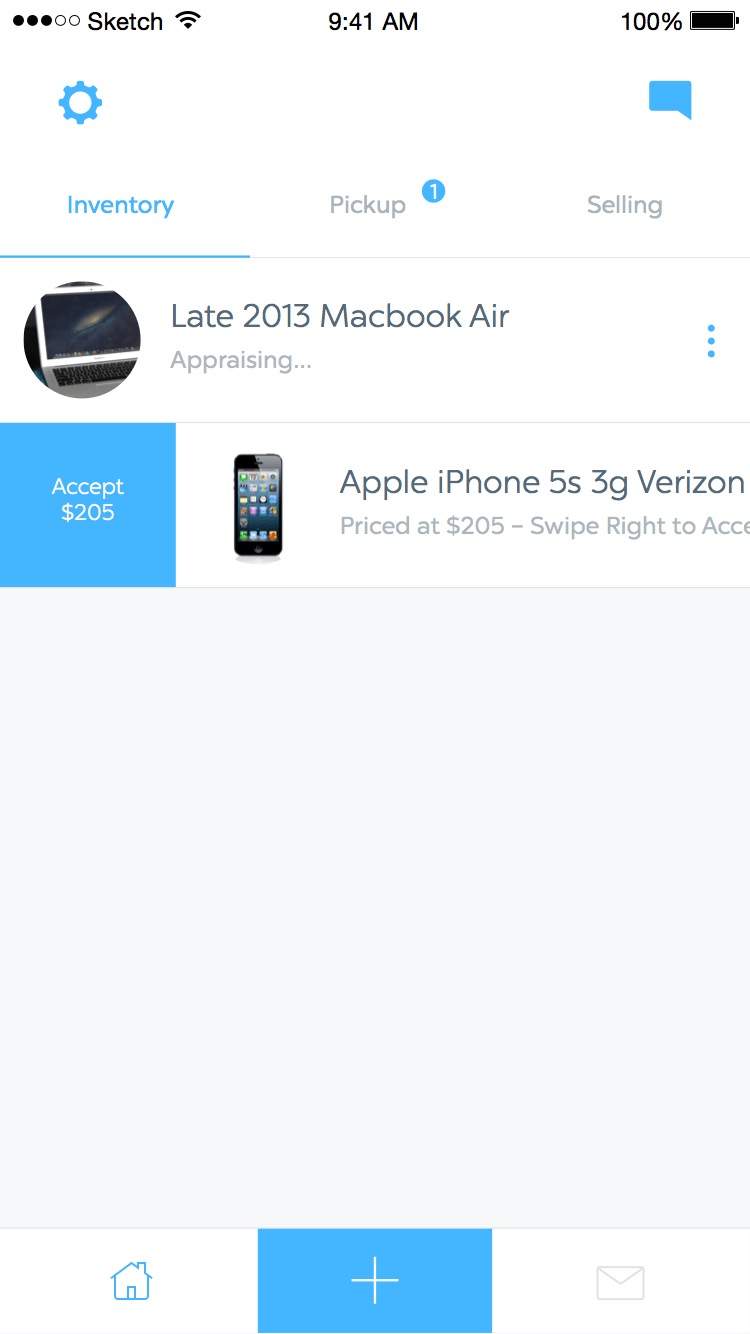 Sketch 9:41 AM 100%
Inventory Pickup 1 Selling
Late 2013 Macbook Air
Appraising...
Accept
$205
Apple iPhone 5s 3g Verizon
Priced at $205 – Swipe Right to Acce